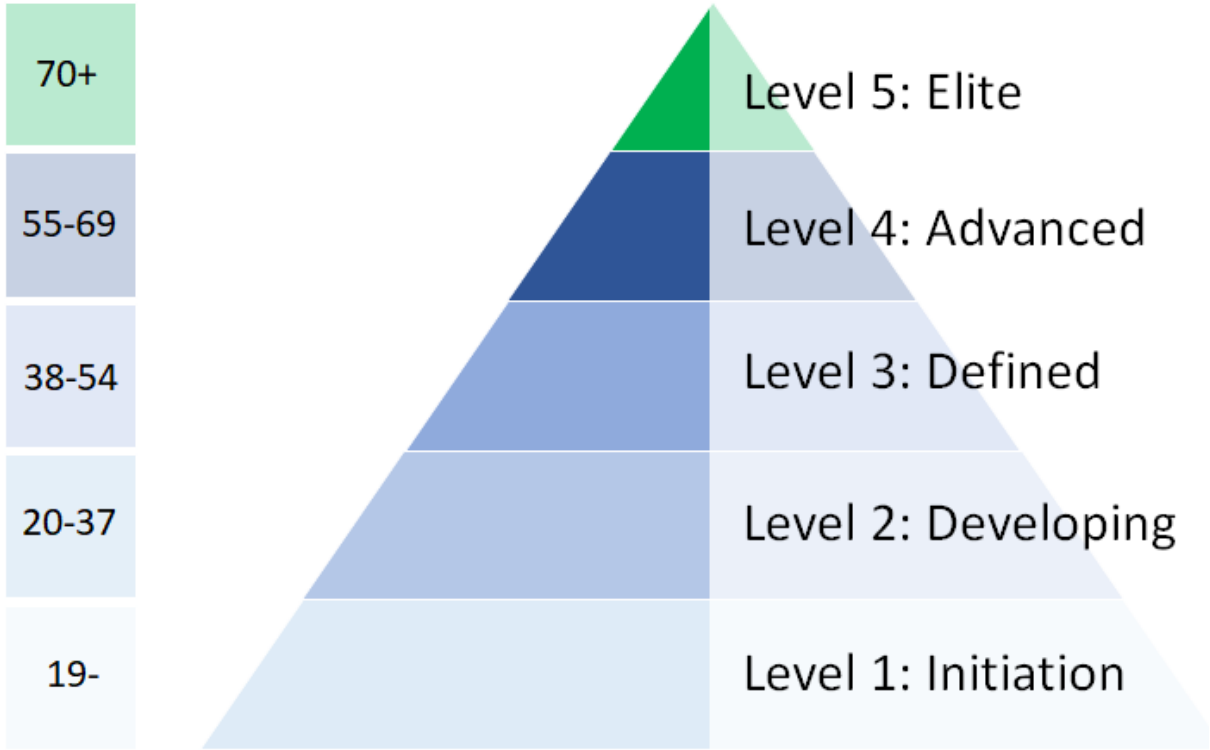 70+
Level 5: Elite
55-69
Level 4: Advanced
38-54
Level 3: Defined
20-37
Level 2: Developing
19-
Level 1: Initiation